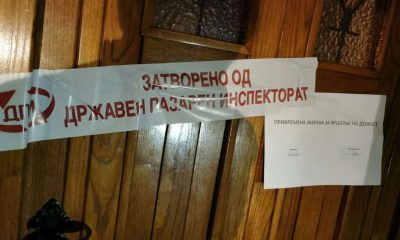 ДПИ
ЗАТВОРЕНО ОД
ДРЖАВЕН ПАЗАРЕН ИНСПЕКТОРАТ
ПРИВРЕМЕНА ЗАБРАНА ЗА ВРШЕЊЕ НА ДЕЈНОСТ